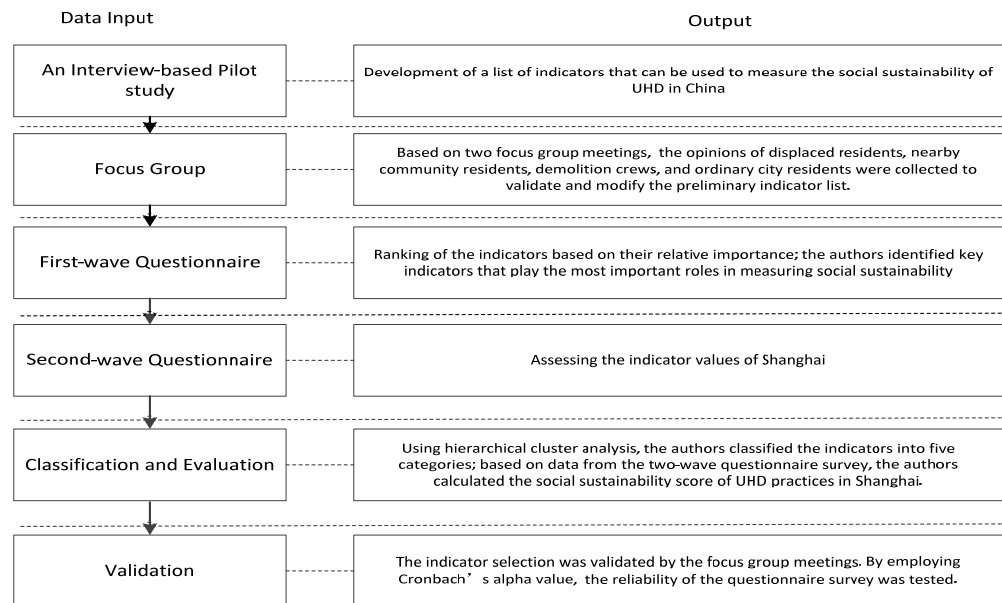 Data Input
Output
An Interview-based Pilot
study
Development of a list of indicators that can be used to measure the social sustainability of
UHD in China
Focus Group
Based on two focus group meetings, the opinions of displaced residents, nearby
community residents, demolition crews, and ordinary city residents were collected to
validate and modify the preliminary indicator list.
First-wave Questionnaire
Ranking of the indicators based on their relative importance; the authors identified key
indicators that play the most important roles in measuring social sustainability
Second-wave Questionnaire
Assessing the indicator values of Shanghai
Classification and Evaluation
Using hierarchical cluster analysis, the authors classified the indicators into five
categories; based on data from the two-wave questionnaire survey, the authors
calculated the social sustainability score of UHD practices in Shanghai.
Validation
The indicator selection was validated by the focus group meetings. By employing
Cronbach’s alpha value, the reliability of the questionnaire survey was tested.